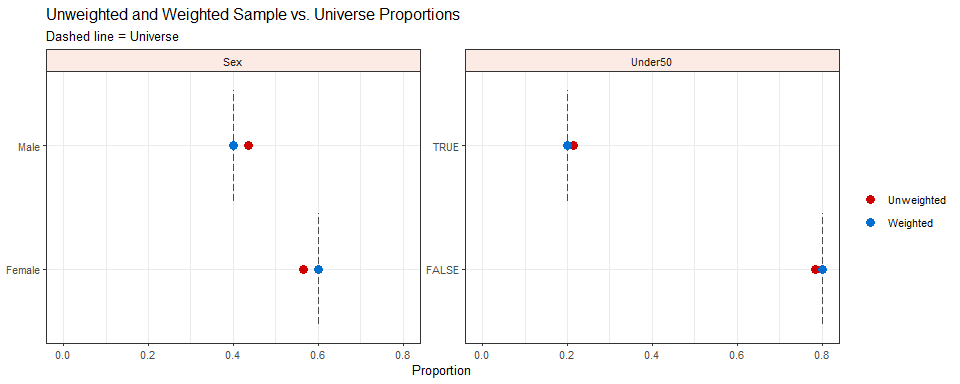 Unweighted and Weighted Sample vs. Universe Proportions
Dashed line = Universe
Sex
Under50
Male
Female
TRUE
FALSE
0.0 0.2 0.4 0.6 0.8
0.0 0.2 0.4 0.6 0.8
Proportion
Unweighted
Weighted